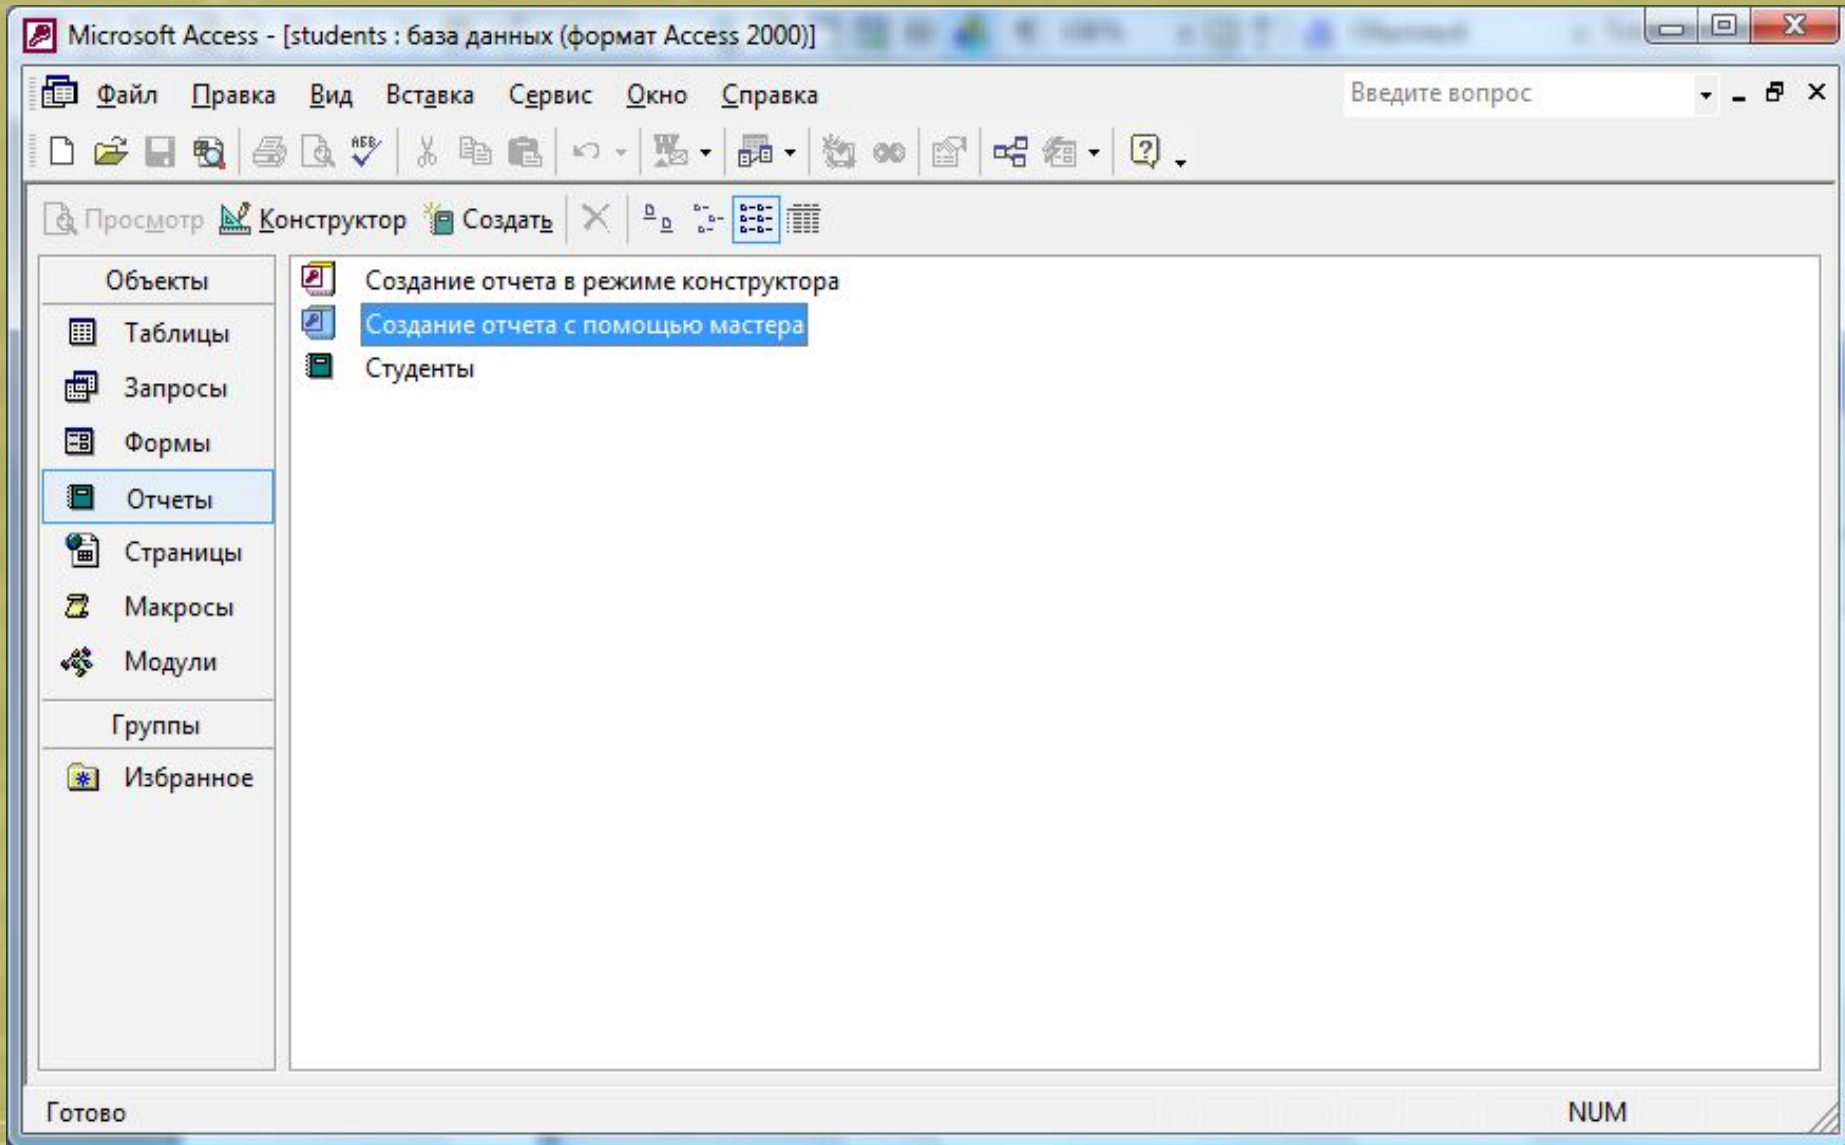 Microsoft Access - [students : база данных (формат Access 2000)]
Файл Правка Вид Вставка Сервис Окно Справка Введите вопрос
Просмотр Конструктор Создать
Объекты
Таблицы
Запросы
Формы
Отчеты
Страницы
Макросы
Модули
Группы
Избранное
Создание отчета в режиме конструктора
Создание отчета с помощью мастера
Студенты
Готово NUM